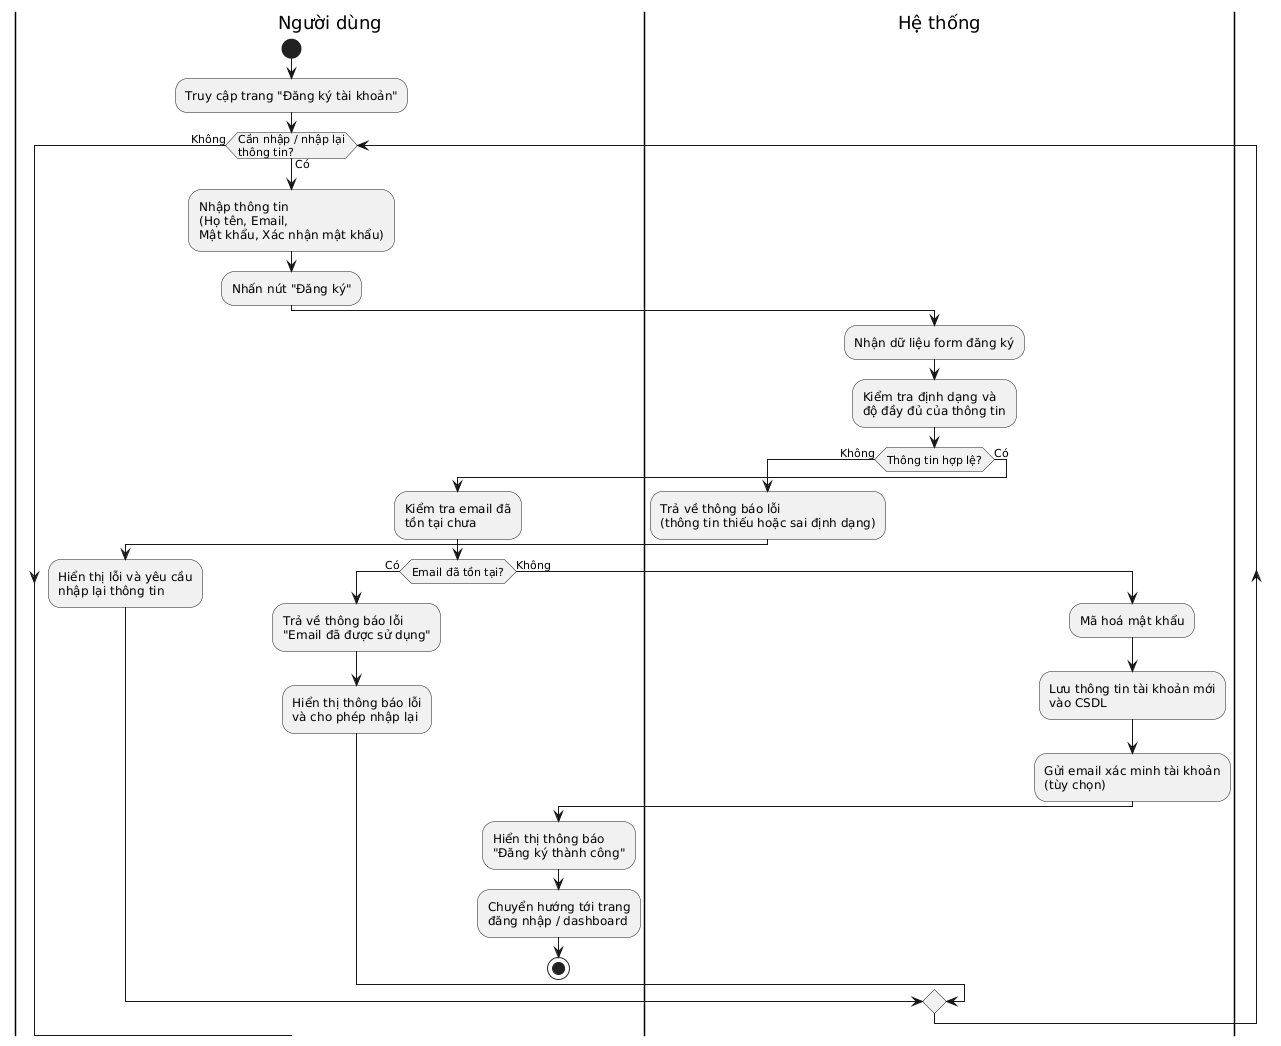 Người dùng
Hệ thống
Truy cập trang "Đăng ký tài khoản"
Không
Cần nhập / nhập lại
thông tin?
Có
Nhập thông tin
(Họ tên, Email,
Mật khẩu, Xác nhận mật khẩu)
Nhấn nút "Đăng ký"
Nhận dữ liệu form đăng ký
Kiểm tra định dạng và
độ đầy đủ của thông tin
Không
Thông tin hợp lệ?
Có
Kiểm tra email đã
tồn tại chưa
Trả về thông báo lỗi
(thông tin thiếu hoặc sai định dạng)
Hiển thị lỗi và yêu cầu
nhập lại thông tin
Có
Email đã tồn tại?
Không
Trả về thông báo lỗi
"Email đã được sử dụng"
Mã hoá mật khẩu
Hiển thị thông báo lỗi
và cho phép nhập lại
Lưu thông tin tài khoản mới
vào CSDL
Gửi email xác minh tài khoản
(tùy chọn)
Hiển thị thông báo
"Đăng ký thành công"
Chuyển hướng tới trang
đăng nhập / dashboard